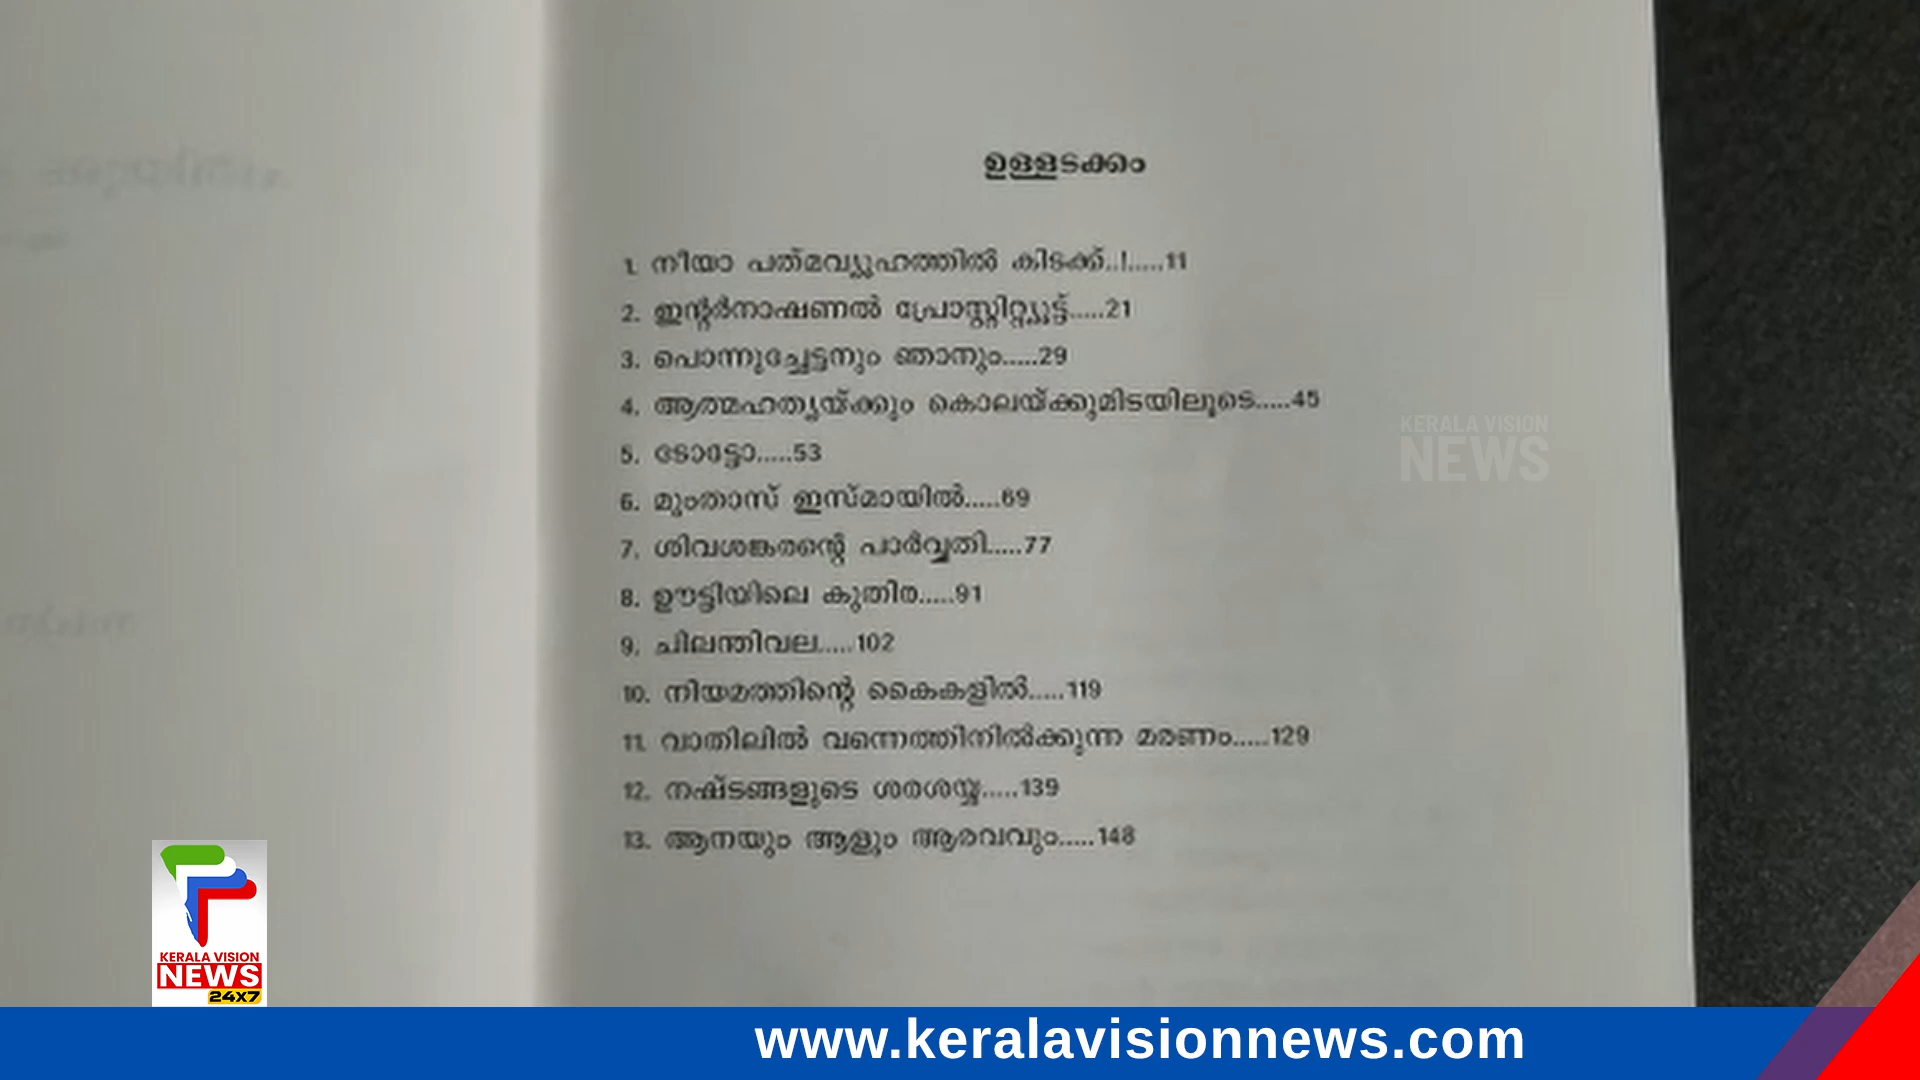 ഉള്ളടക്കം
1. നീയാ പത്മവ്യൂഹത്തിൽ കിടക്ക്..!.....11
2. ഇന്റർനാഷണൽ പ്രോസ്റ്റിറ്റ്യൂട്ട്.....21
3. പൊന്നുച്ചേട്ടനും ഞാനും.....29
4. ആത്മഹത്യയ്ക്കും കൊലയ്ക്കുമിടയിലൂടെ.....45
5. ടോട്ടോ.....53
6. മുംതാസ് ഇസ്മായിൽ.....69
7. ശിവശങ്കരന്റെ പാർവ്വതി.....77
8. ഊട്ടിയിലെ കുതിര.....91
9. ചിലന്തിവല.....102
10. നിയമത്തിന്റെ കൈകളിൽ.....119
11. വാതിലിൽ വന്നെത്തിനിൽക്കുന്ന മരണം.....129
12. നഷ്ടങ്ങളുടെ ശരശയ്യ.....139
13. ആനയും ആളും ആരവവും.....148
KERALA VISION
NEWS
KERALA VISION
NEWS
24X7
www.keralavisionnews.com